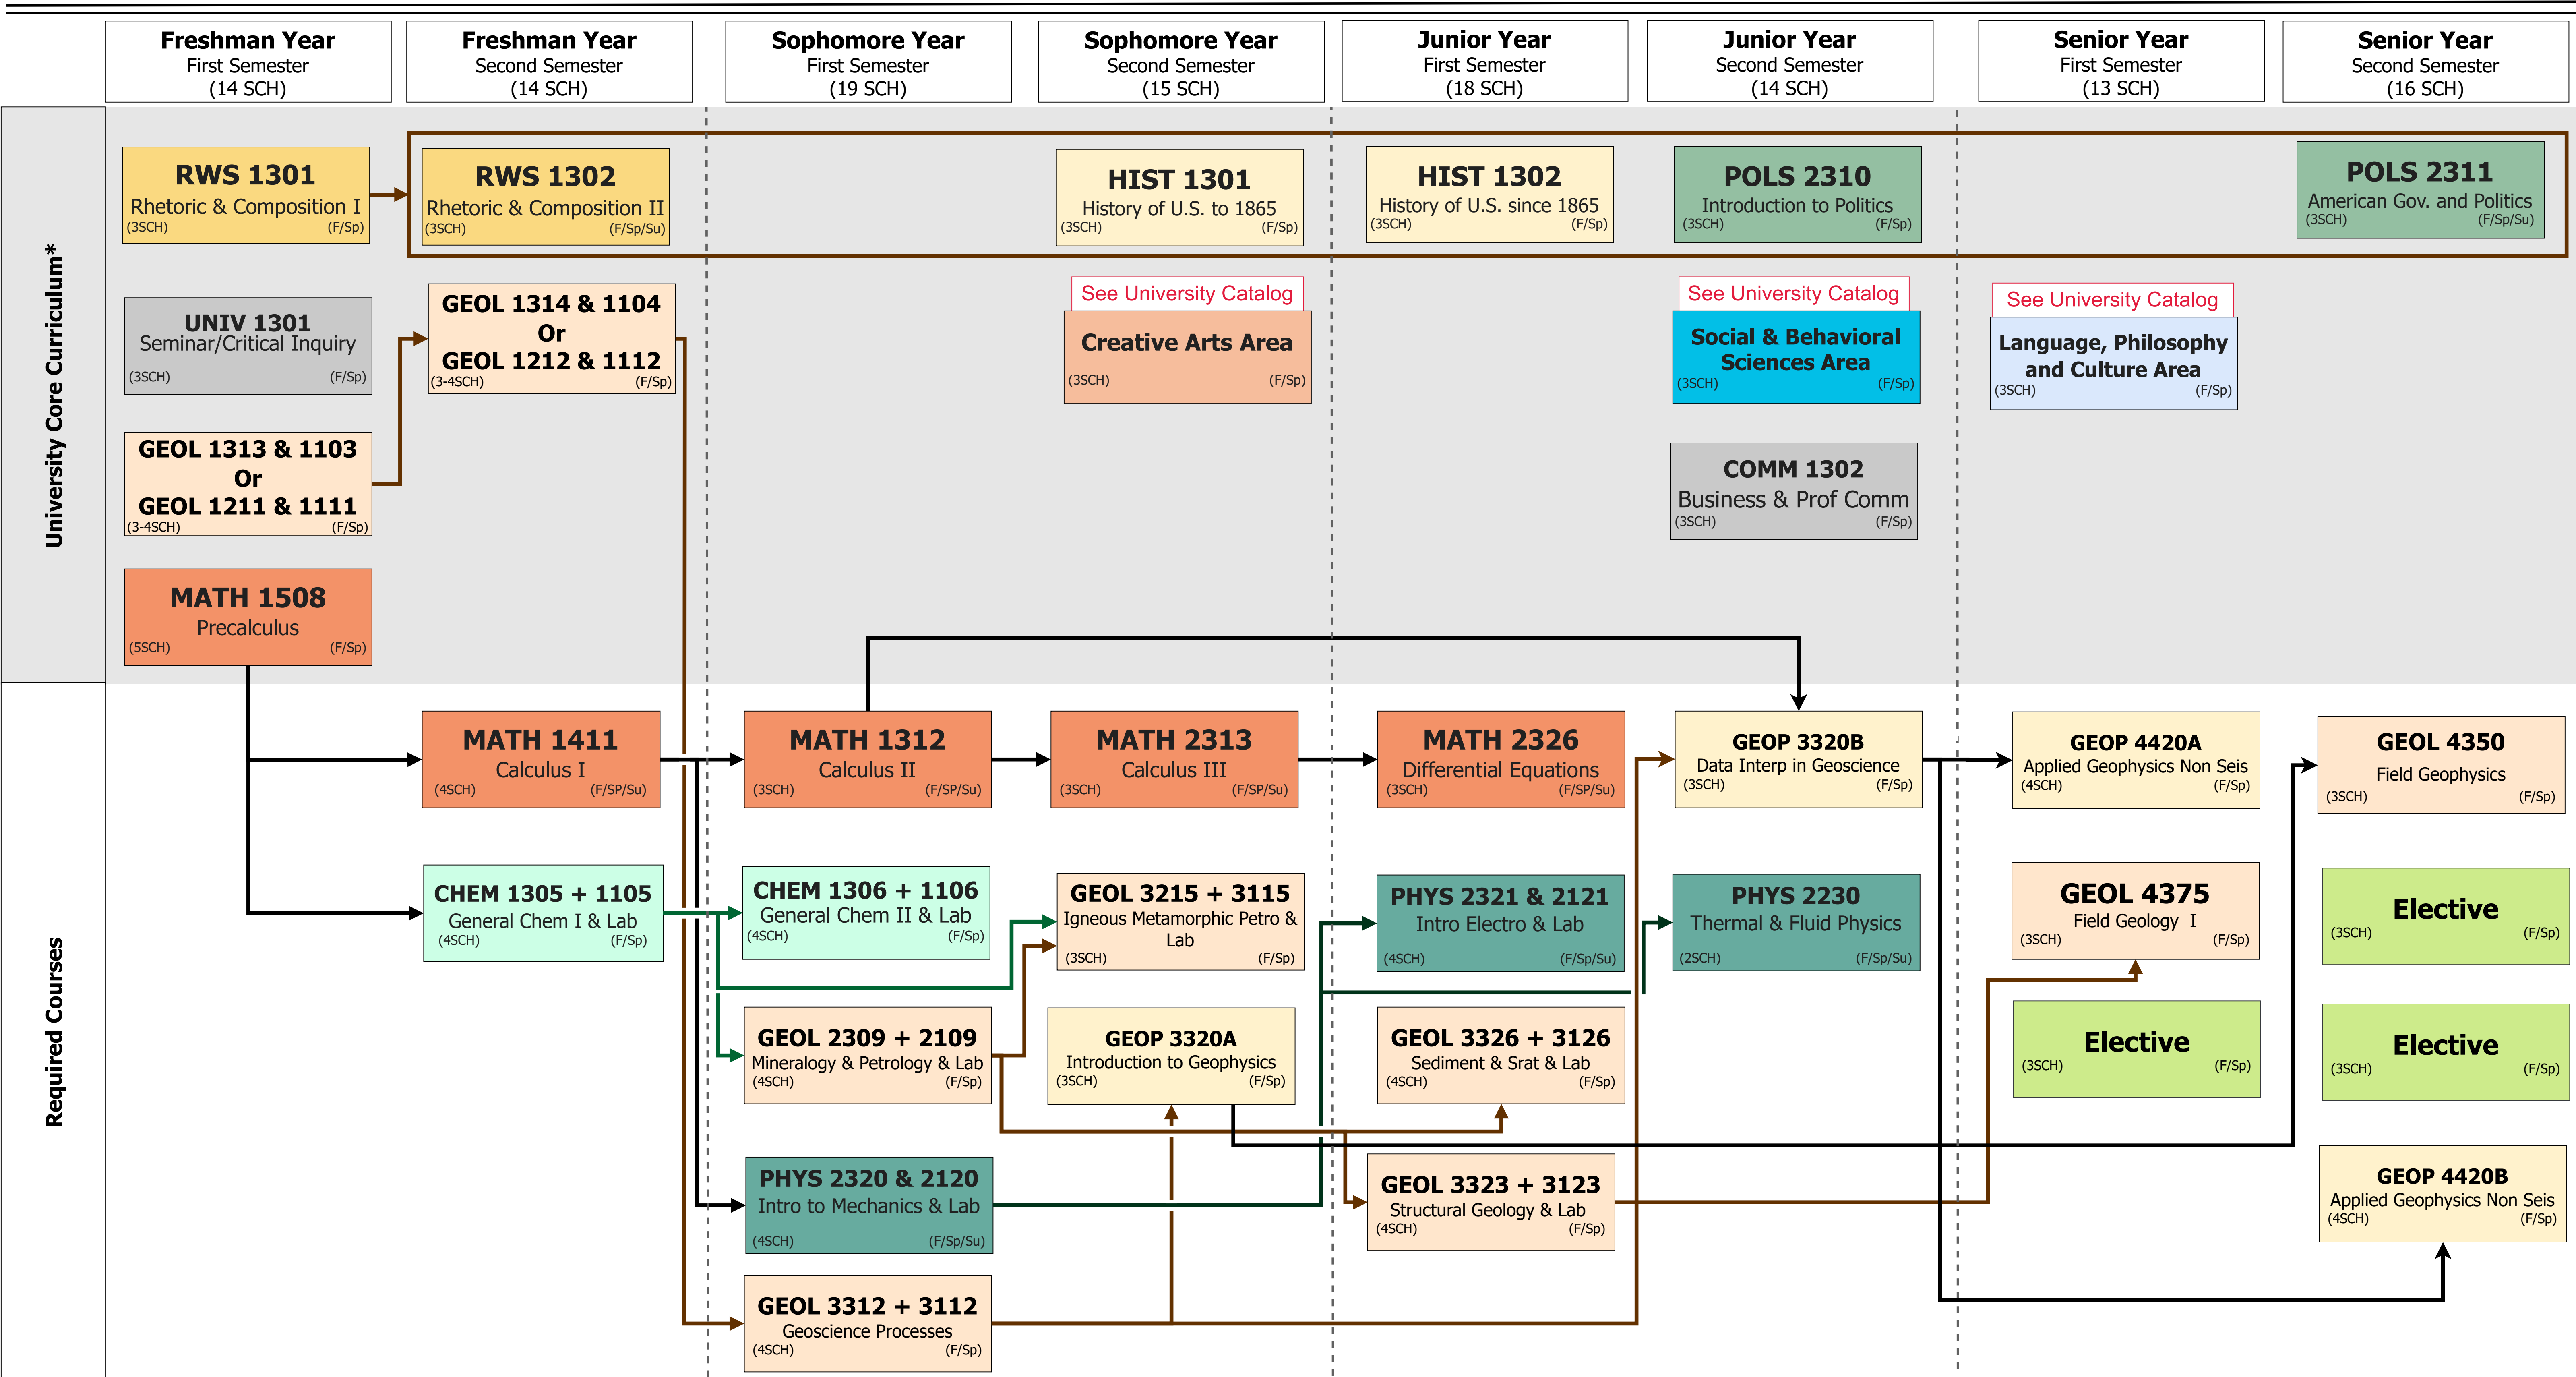 Freshman Year
First Semester
(14 SCH)
Freshman Year
Second Semester
(14 SCH)
Sophomore Year
First Semester
(19 SCH)
Sophomore Year
Second Semester
(15 SCH)
Junior Year
First Semester
(18 SCH)
Junior Year
Second Semester
(14 SCH)
Senior Year
First Semester
(13 SCH)
Senior Year
Second Semester
(16 SCH)
University Core Curriculum*
RWS 1301
Rhetoric & Composition I
(3SCH) (F/Sp)
RWS 1302
Rhetoric & Composition II
(3SCH) (F/Sp/Su)
HIST 1301
History of U.S. to 1865
(3SCH) (F/Sp)
HIST 1302
History of U.S. since 1865
(3SCH) (F/Sp)
POLS 2310
Introduction to Politics
(3SCH) (F/Sp)
POLS 2311
American Gov. and Politics
(3SCH) (F/Sp/Su)
UNIV 1301
Seminar/Critical Inquiry
(3SCH) (F/Sp)
GEOL 1314 & 1104
Or
GEOL 1212 & 1112
(3-4SCH) (F/Sp)
See University Catalog
Creative Arts Area
(3SCH) (F/Sp)
See University Catalog
Social & Behavioral
Sciences Area
(3SCH) (F/Sp)
See University Catalog
Language, Philosophy
and Culture Area
(3SCH) (F/Sp)
GEOL 1313 & 1103
Or
GEOL 1211 & 1111
(3-4SCH) (F/Sp)
COMM 1302
Business & Prof Comm
(3SCH) (F/Sp)
MATH 1508
Precalculus
(5SCH) (F/Sp)
Required Courses
MATH 1411
Calculus I
(4SCH) (F/SP/Su)
MATH 1312
Calculus II
(3SCH) (F/SP/Su)
MATH 2313
Calculus III
(3SCH) (F/SP/Su)
MATH 2326
Differential Equations
(3SCH) (F/SP/Su)
GEOP 3320B
Data Interp in Geoscience
(3SCH) (F/Sp)
GEOP 4420A
Applied Geophysics Non Seis
(4SCH) (F/Sp)
GEOL 4350
Field Geophysics
(3SCH) (F/Sp)
CHEM 1305 + 1105
General Chem I & Lab
(4SCH) (F/Sp)
CHEM 1306 + 1106
General Chem II & Lab
(4SCH) (F/Sp)
GEOL 3215 + 3115
Igneous Metamorphic Petro &
Lab
(3SCH) (F/Sp)
PHYS 2321 & 2121
Intro Electro & Lab
(4SCH) (F/Sp/Su)
PHYS 2230
Thermal & Fluid Physics
(2SCH) (F/Sp/Su)
GEOL 4375
Field Geology I
(3SCH) (F/Sp)
Elective
(3SCH) (F/Sp)
GEOL 2309 + 2109
Mineralogy & Petrology & Lab
(4SCH) (F/Sp)
GEOP 3320A
Introduction to Geophysics
(3SCH) (F/Sp)
GEOL 3326 + 3126
Sediment & Srat & Lab
(4SCH) (F/Sp)
Elective
(3SCH) (F/Sp)
Elective
(3SCH) (F/Sp)
PHYS 2320 & 2120
Intro to Mechanics & Lab
(4SCH) (F/Sp/Su)
GEOL 3323 + 3123
Structural Geology & Lab
(4SCH) (F/Sp)
GEOP 4420B
Applied Geophysics Non Seis
(4SCH) (F/Sp)
GEOL 3312 + 3112
Geoscience Processes
(4SCH) (F/Sp)